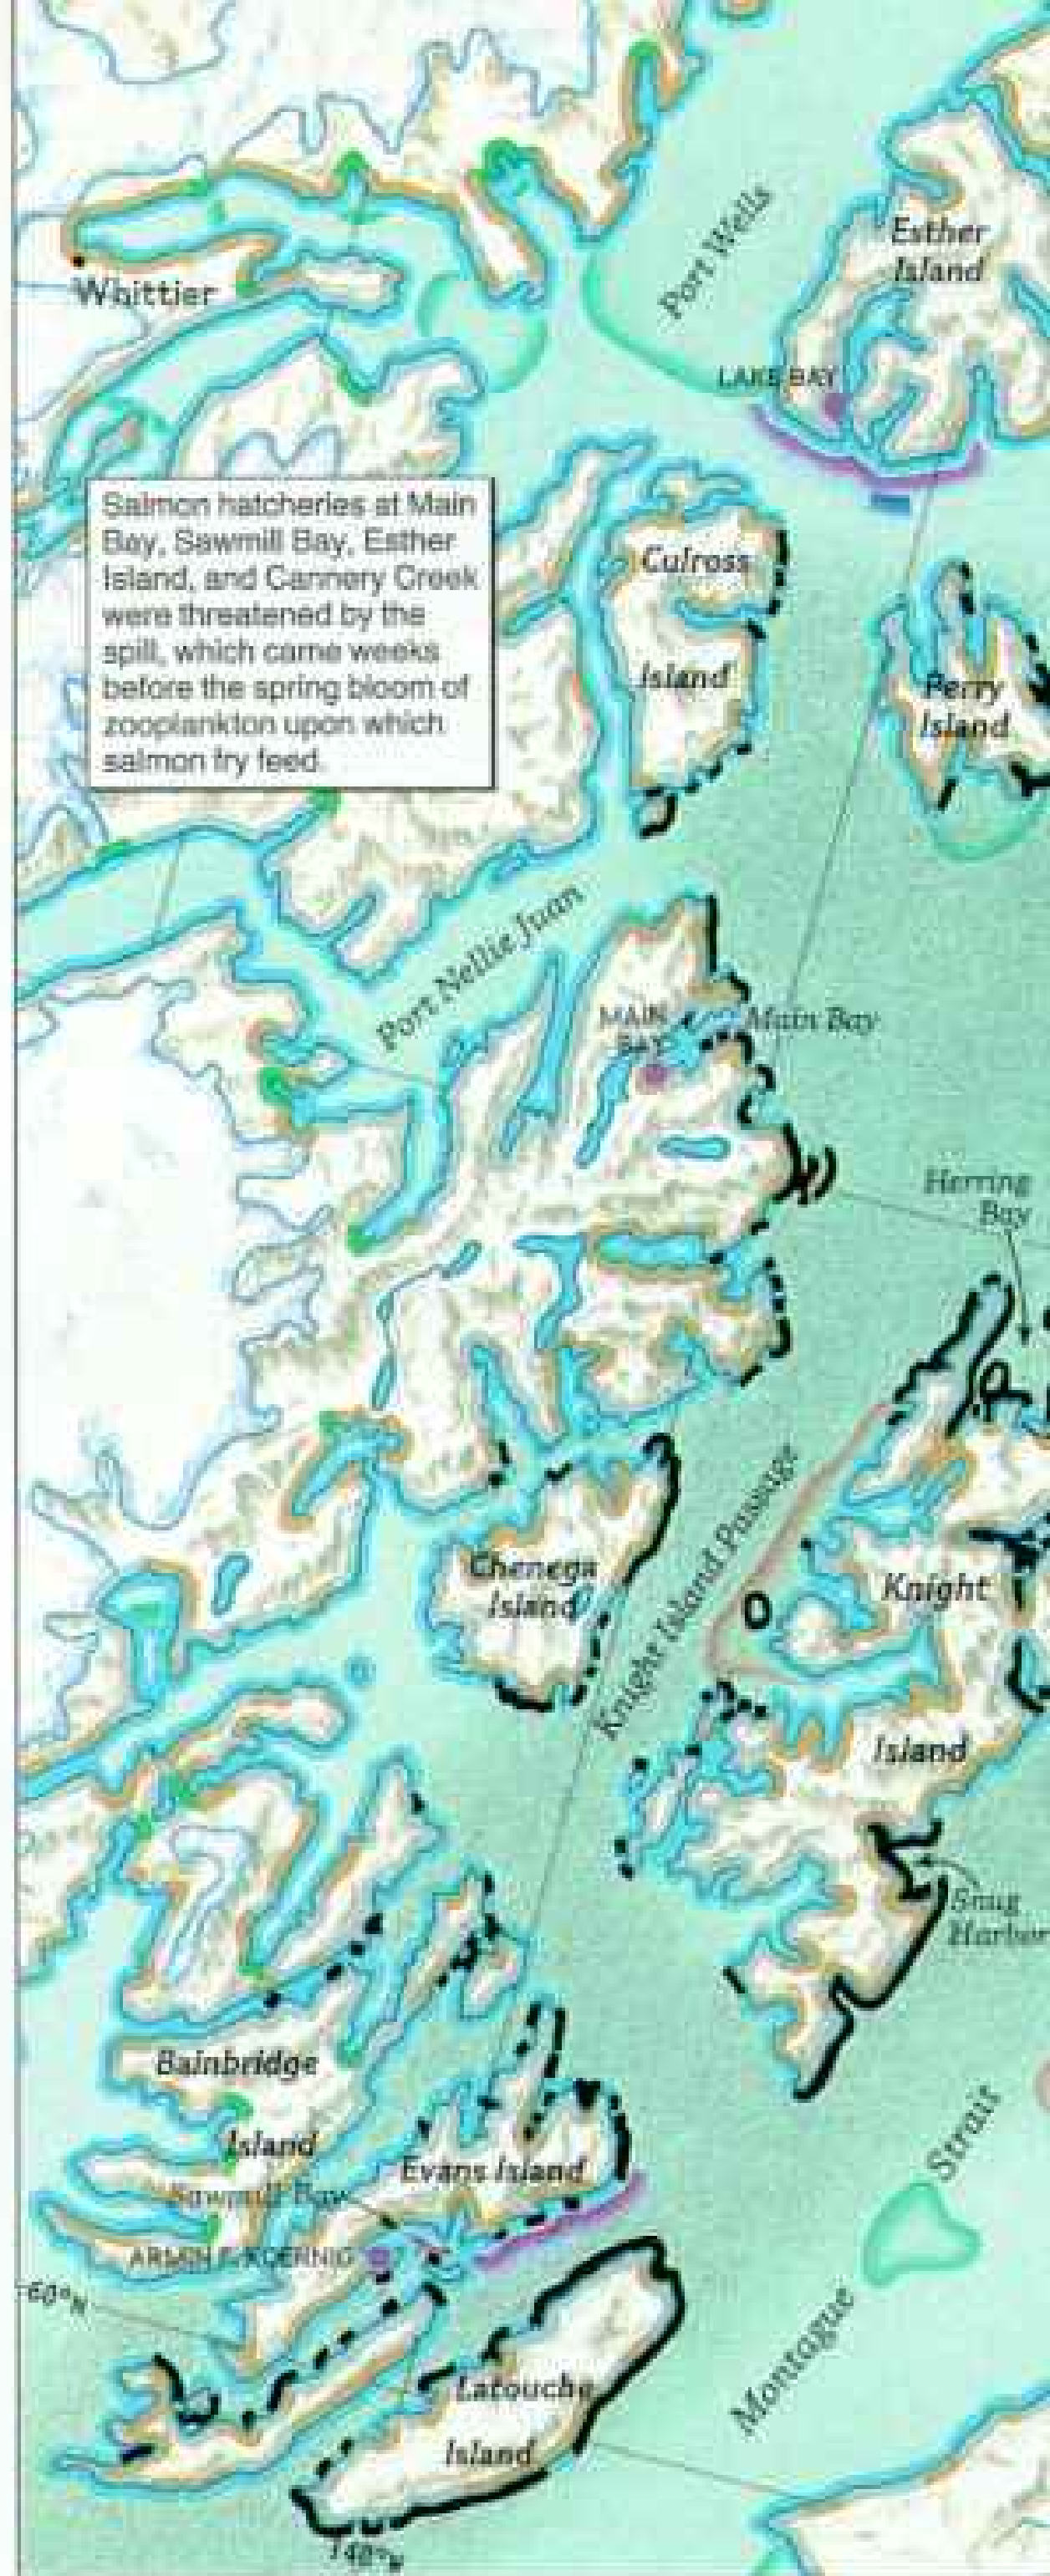 Port Wells
Esther
Island
Whittier
LAKE BAY
Salmon hatcheries at Main
Bay, Sawmill Bay, Esther
Island, and Cannery Creek
were threatened by the
spill, which came weeks
before the spring bloom of
zooplankton upon which
salmon fry feed.
Culross
Island
Perry
Island
Port Nellie Juan
MAIN
BAY
Main Bay
Herring
Bay
Knight Island Passage
Chenega
Island
Knight
Island
Snug
Harbor
Bainbridge
Island
Evans Island
Sawmill Bay
ARMIN F. KOERNIG
60°N
Montague Strait
Latouche
Island
148°W